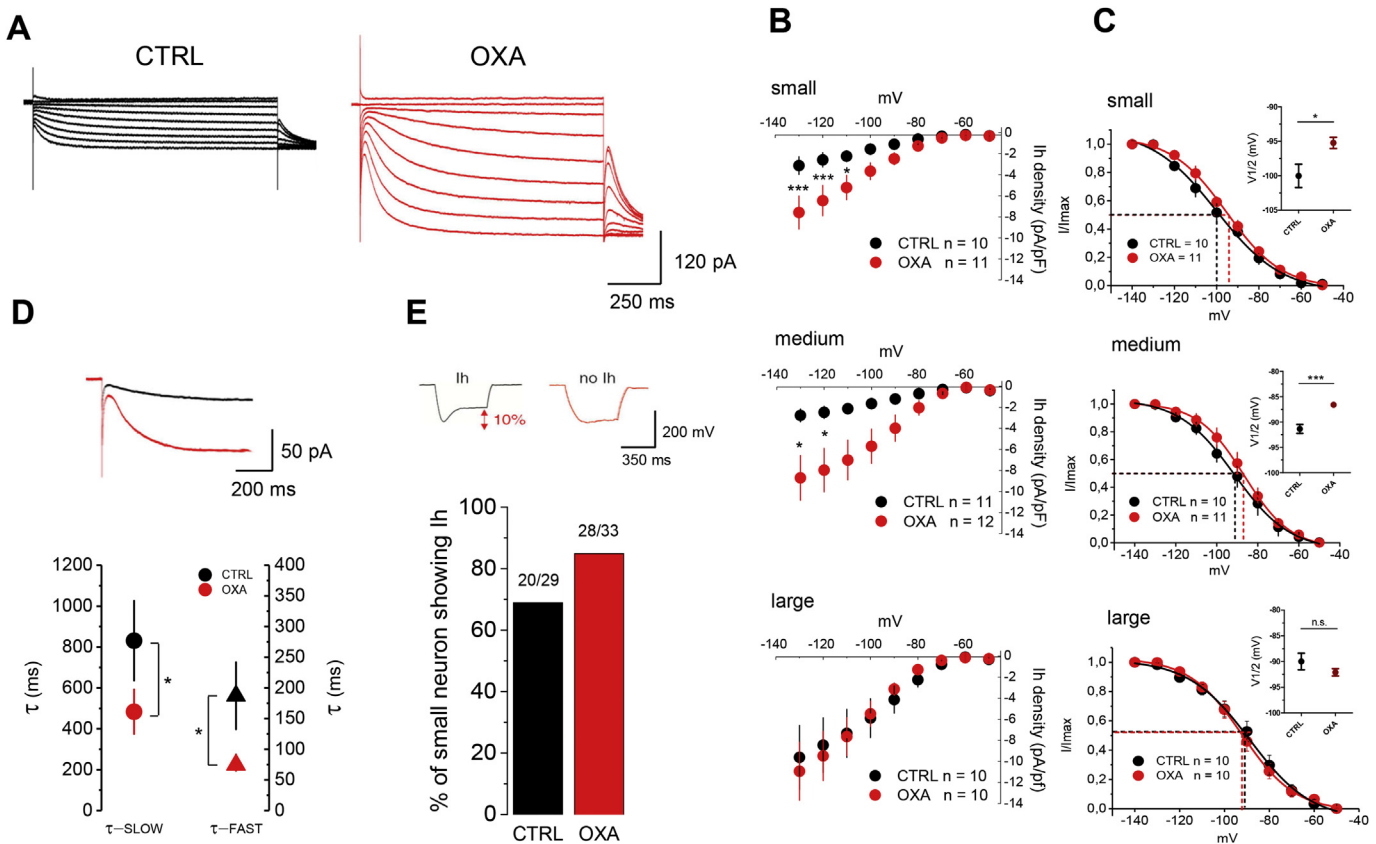 A
CTRL
OXA
120 pA
250 ms
B
small
mV
-140 -120 -100 -80 -60
0
-2
-4
-6
-8
-10
-12
-14
Ih density (pA/pF)
***
***
*
CTRL n = 10
OXA n = 11
medium
mV
-140 -120 -100 -80 -60
0
-2
-4
-6
-8
-10
-12
-14
Ih density (pA/pF)
*
*
CTRL n = 11
OXA n = 12
large
mV
-140 -120 -100 -80 -60
0
-2
-4
-6
-8
-10
-12
-14
Ih density (pA/pf)
CTRL n = 10
OXA n = 10
C
small
I/Imax
1,0
0,8
0,6
0,4
0,2
0,0
-140 -120 -100 -80 -60 -40
mV
CTRL = 10
OXA = 11
V1/2 (mV)
-90
-95
-100
-105
*
CTRL
OXA
medium
I/Imax
1,0
0,8
0,6
0,4
0,2
0,0
-140 -120 -100 -80 -60 -40
mV
CTRL n = 10
OXA n = 11
V1/2 (mV)
-80
-85
-90
-95
-100
***
CTRL
OXA
large
I/Imax
1,0
0,8
0,6
0,4
0,2
0,0
-140 -120 -100 -80 -60 -40
mV
CTRL n = 10
OXA n = 10
V1/2 (mV)
-80
-85
-90
-95
-100
n.s.
CTRL
OXA
D
50 pA
200 ms
τ (ms)
1200
1000
800
600
400
200
0
CTRL
OXA
*
*
400
350
300
250
200
150
100
50
0
τ (ms)
τ–SLOW
τ–FAST
E
Ih
no Ih
10%
200 mV
350 ms
% of small neuron showing Ih
100
80
60
40
20
0
20/29
28/33
CTRL
OXA